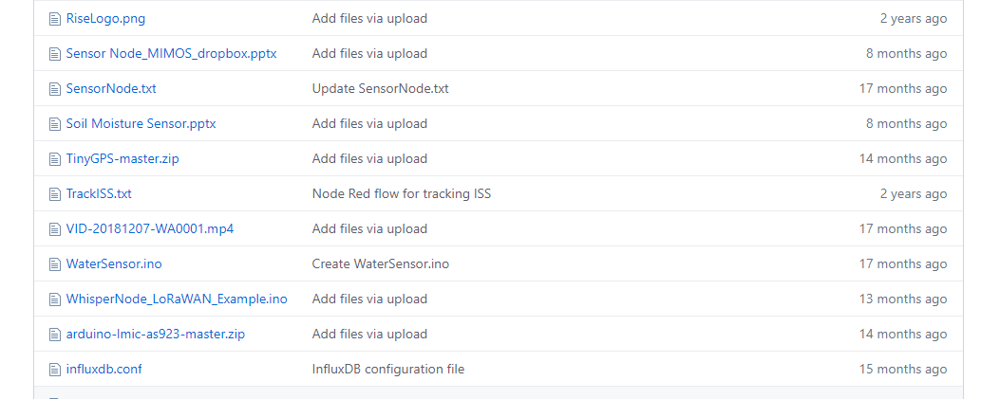 RiseLogo.png Add files via upload 2 years ago
Sensor Node_MIMOS_dropbox.pptx Add files via upload 8 months ago
SensorNode.txt Update SensorNode.txt 17 months ago
Soil Moisture Sensor.pptx Add files via upload 8 months ago
TinyGPS-master.zip Add files via upload 14 months ago
TrackISS.txt Node Red flow for tracking ISS 2 years ago
VID-20181207-WA0001.mp4 Add files via upload 17 months ago
WaterSensor.ino Create WaterSensor.ino 17 months ago
WhisperNode_LoRaWAN_Example.ino Add files via upload 13 months ago
arduino-lmic-as923-master.zip Add files via upload 14 months ago
influxdb.conf InfluxDB configuration file 15 months ago